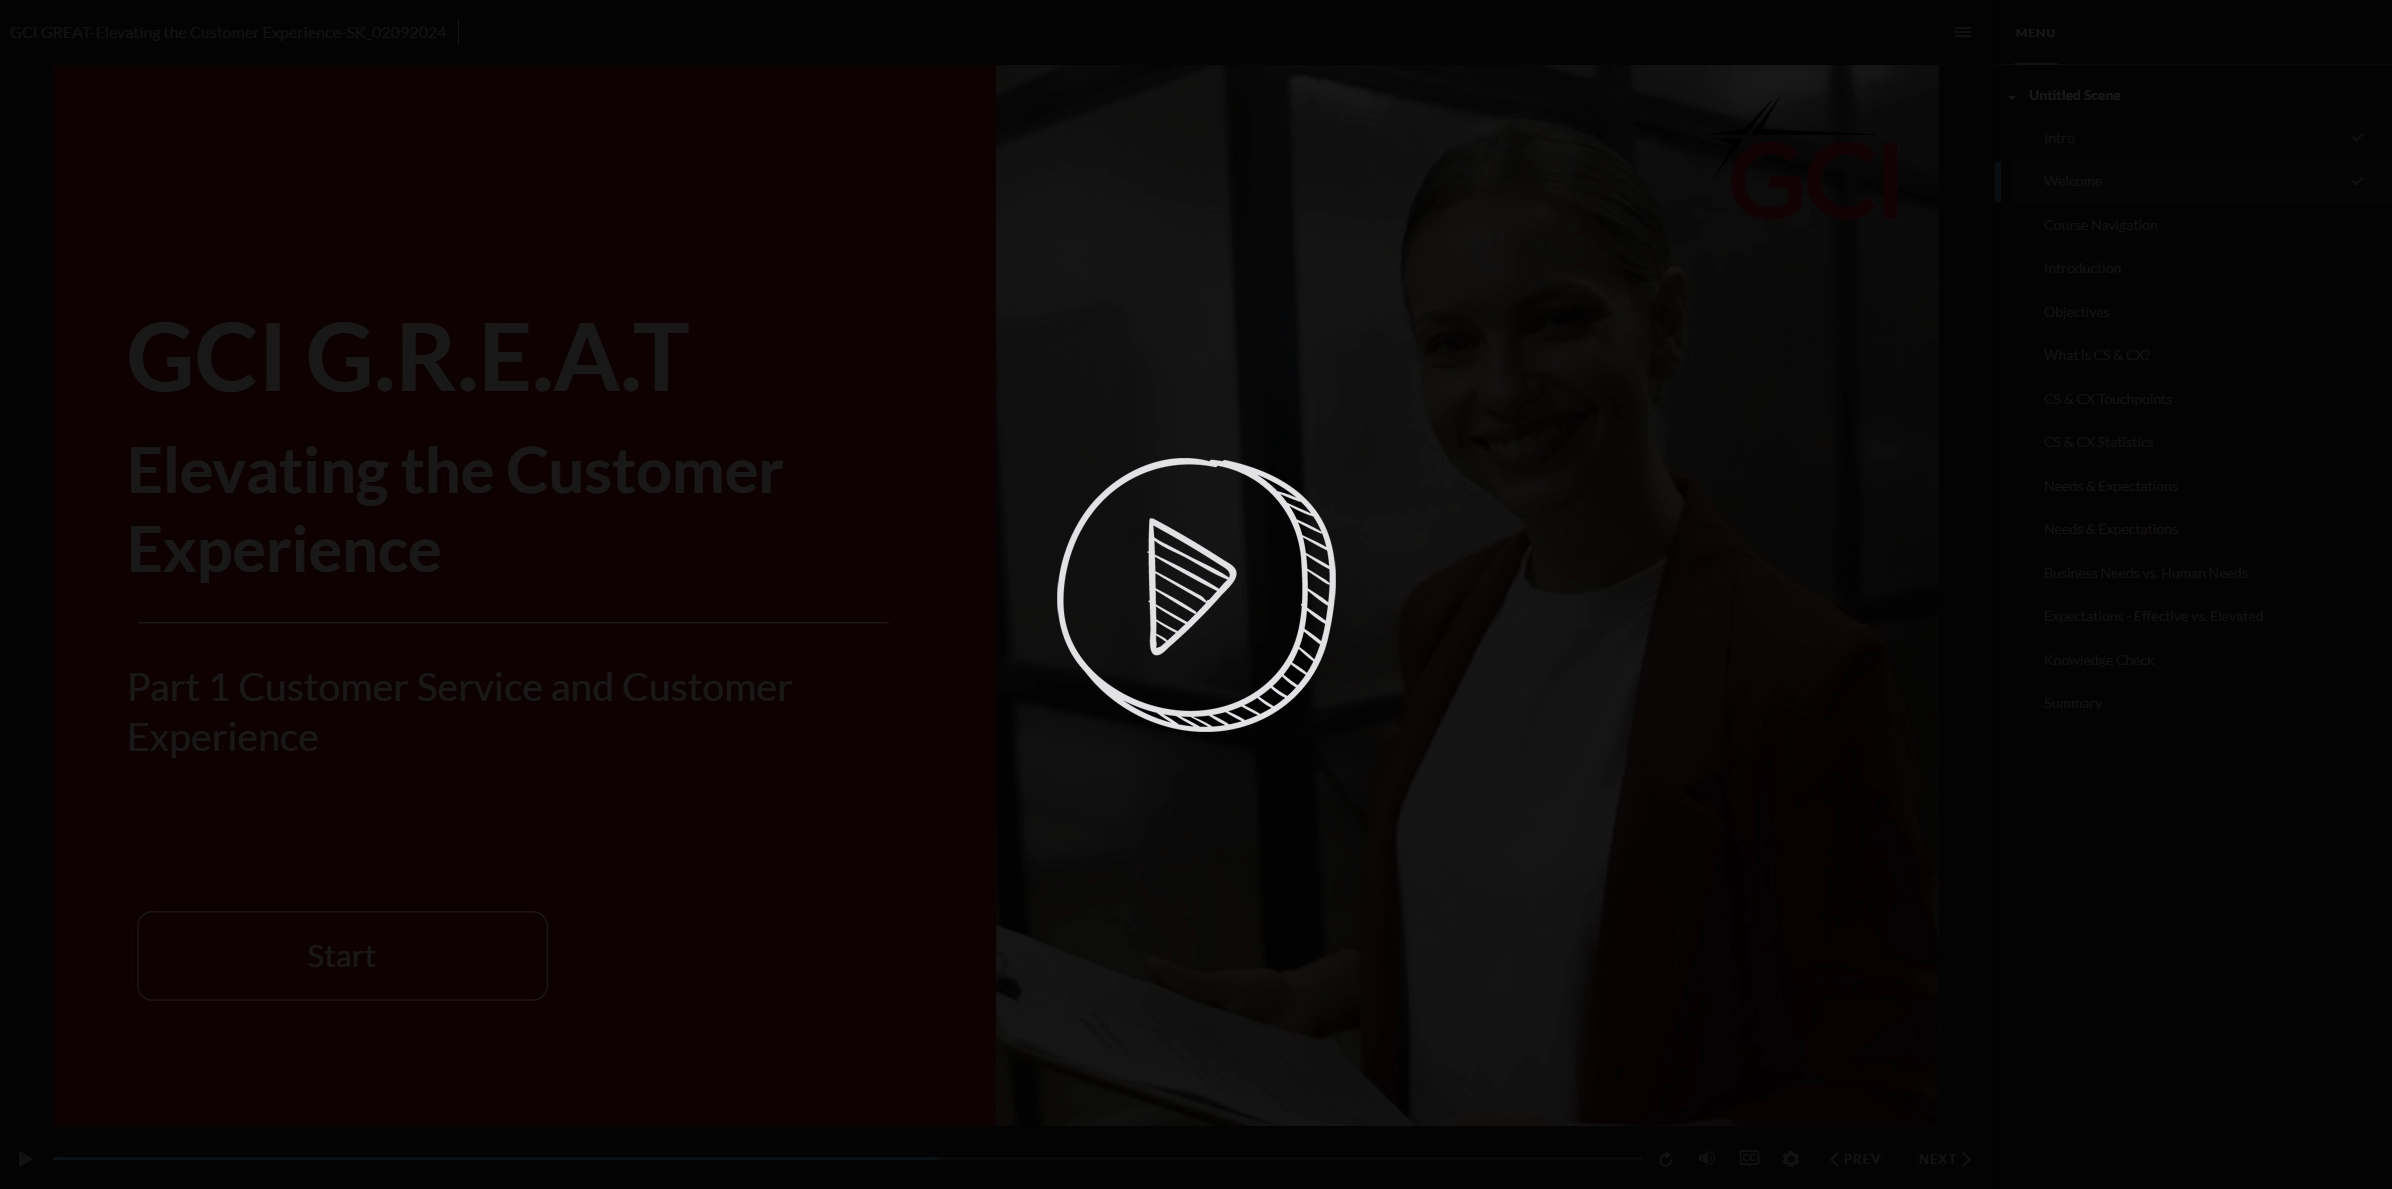 GCI GREAT-Elevating the Customer Experience-SK_02092024
MENU
GCI
GCI G.R.E.A.T
Elevating the Customer
Experience
Part 1 Customer Service and Customer
Experience
Start
Untitled Scene
Intro
Welcome
Course Navigation
Introduction
Objectives
What Is CS & CX?
CS & CX Touchpoints
CS & CX Statistics
Needs & Expectations
Needs & Expectations
Business Needs vs. Human Needs
Expectations - Effective vs. Elevated
Knowledge Check
Summary
CC
PREV
NEXT